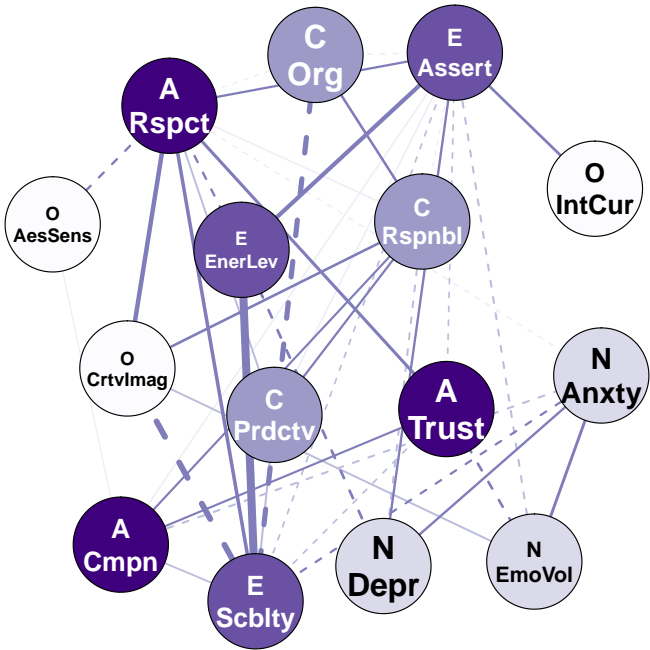 C
Org
E
Assert
A
Rspct
O
IntCur
O
AesSens
C
Rspnbl
E
EnerLev
O
CrtvImag
N
Anxty
A
Trust
C
Prdctv
A
Cmpn
N
Depr
N
EmoVol
E
Scblty